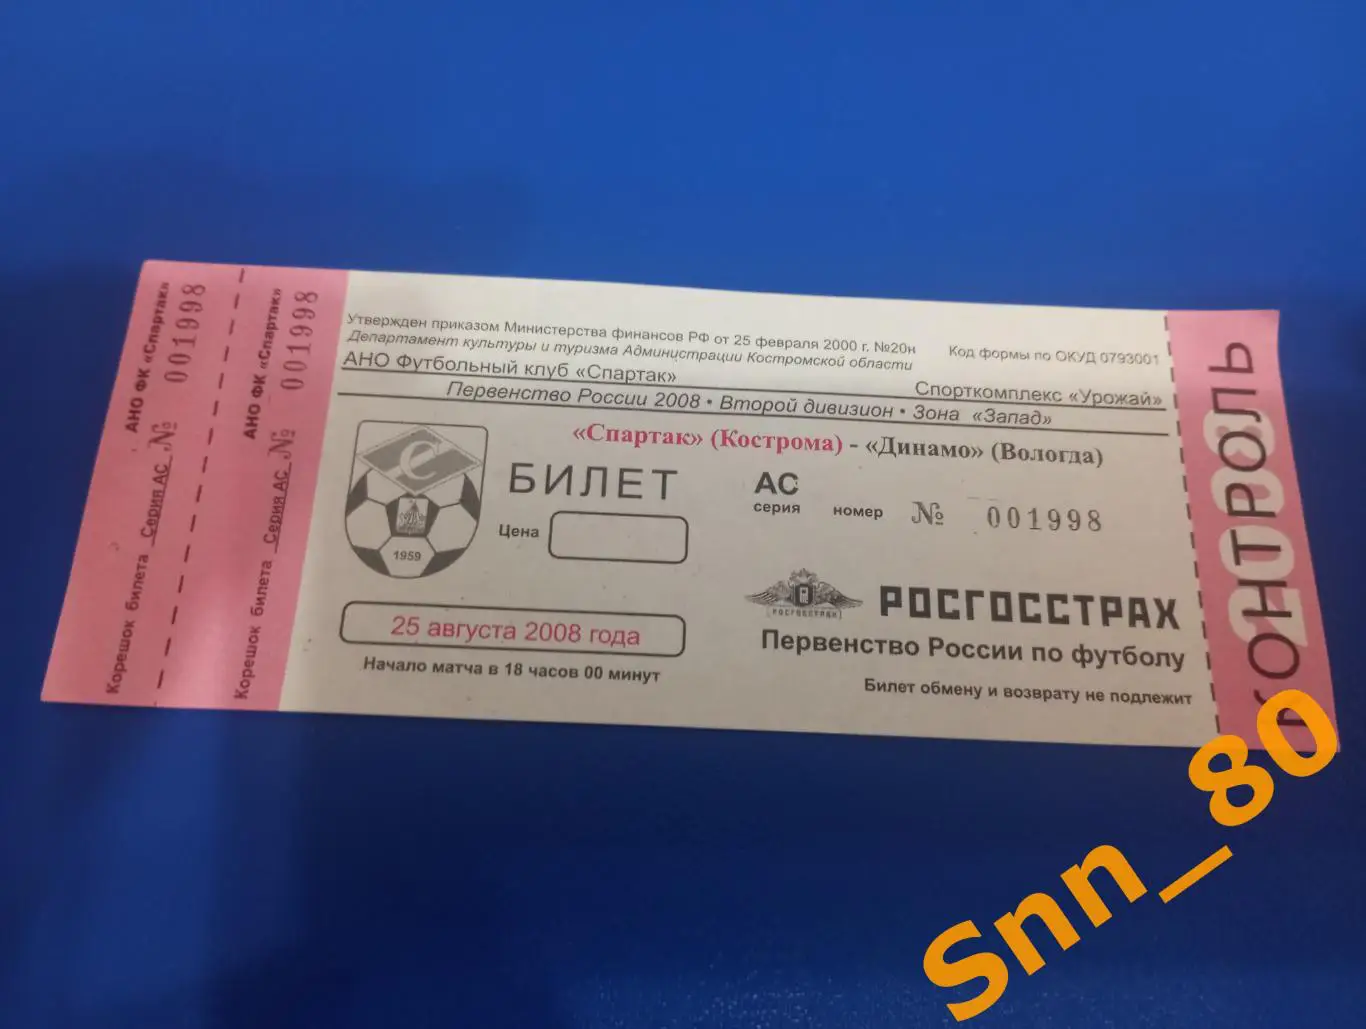 Корешок билета Серия АС № 001998
АНО ФК «Спартак»
Корешок билета Серия АС № 001998
АНО ФК «Спартак»
Утвержден приказом Министерства финансов РФ от 25 февраля 2000 г. №20н
Код формы по ОКУД 0793001
Департамент культуры и туризма Администрации Костромской области
АНО Футбольный клуб «Спартак»
Спорткомплекс «Урожай»
Первенство России 2008 • Второй дивизион • Зона «Запад»
«Спартак» (Кострома) - «Динамо» (Вологда)
С
1959
БИЛЕТ
Цена
АС
серия
номер
№ 001998
25 августа 2008 года
Начало матча в 18 часов 00 минут
РОСГОССТРАХ
РОСГОССТРАХ
Первенство России по футболу
Билет обмену и возврату не подлежит
КОНТРОЛЬ
2008
Snn_80